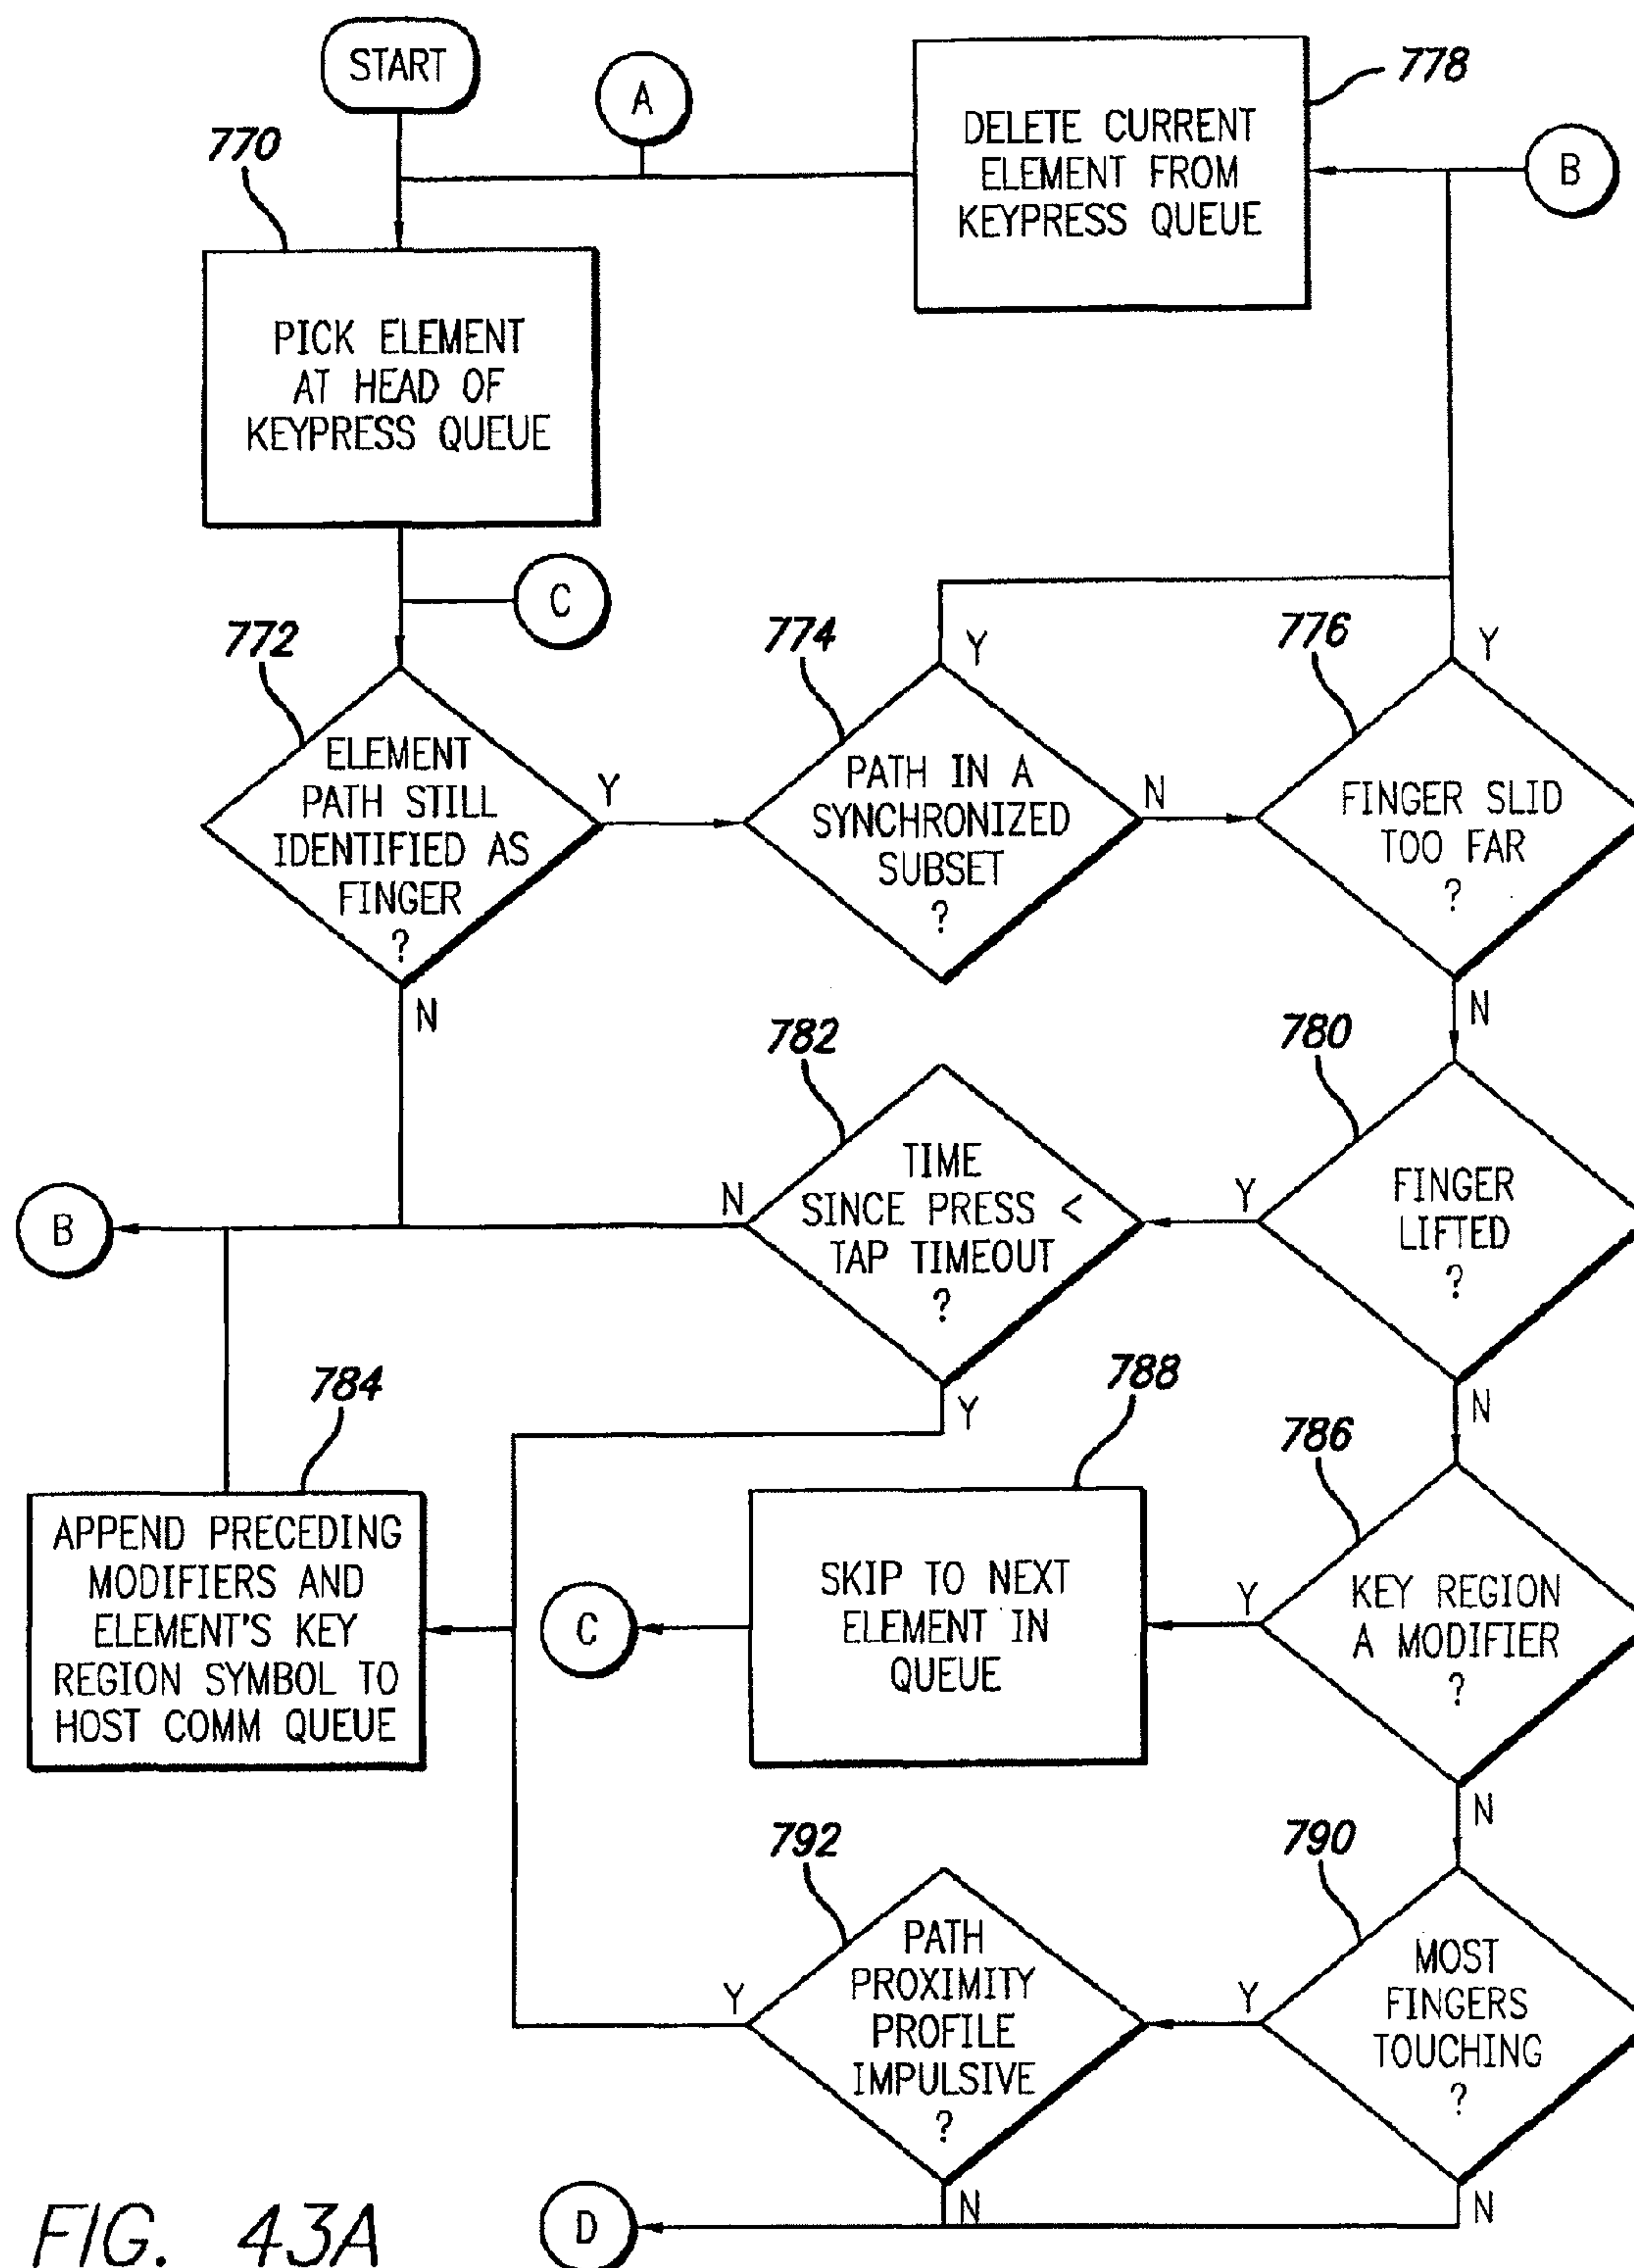 START
A
778
DELETE CURRENT
ELEMENT FROM
KEYPRESS QUEUE
B
770
PICK ELEMENT
AT HEAD OF
KEYPRESS QUEUE
C
772
ELEMENT
PATH STILL
IDENTIFIED AS
FINGER
?
Y
N
774
Y
PATH IN A
SYNCHRONIZED
SUBSET
?
N
776
Y
FINGER SLID
TOO FAR
?
N
780
FINGER
LIFTED
?
Y
N
782
TIME
SINCE PRESS <
TAP TIMEOUT
?
N
Y
B
784
APPEND PRECEDING
MODIFIERS AND
ELEMENT'S KEY
REGION SYMBOL TO
HOST COMM QUEUE
786
KEY REGION
A MODIFIER
?
Y
N
788
SKIP TO NEXT
ELEMENT IN
QUEUE
C
790
MOST
FINGERS
TOUCHING
?
Y
N
792
PATH
PROXIMITY
PROFILE
IMPULSIVE
?
Y
N
D
FIG. 43A